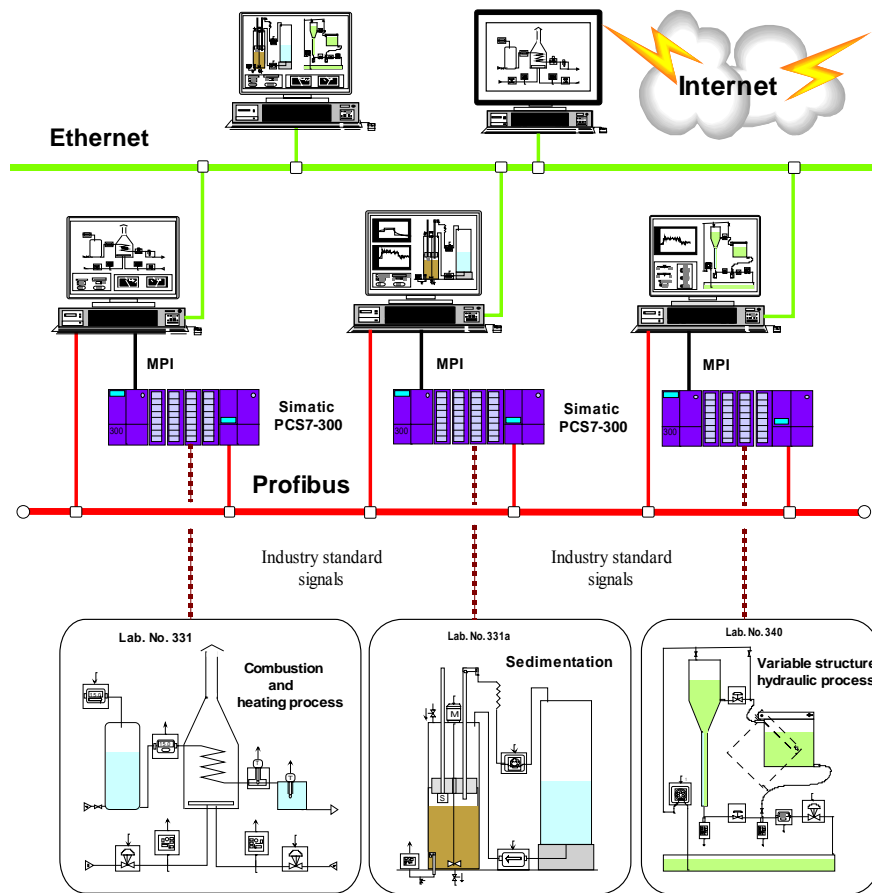 Internet
Ethernet
MPI
MPI
MPI
300
Simatic
PCS7-300
300
Simatic
PCS7-300
300
Profibus
Industry standard
signals
Industry standard
signals
Lab. No. 331
Combustion
and
heating process
T
T
Lab. No. 331a
Sedimentation
M
S
Lab. No. 340
Variable structure
hydraulic process